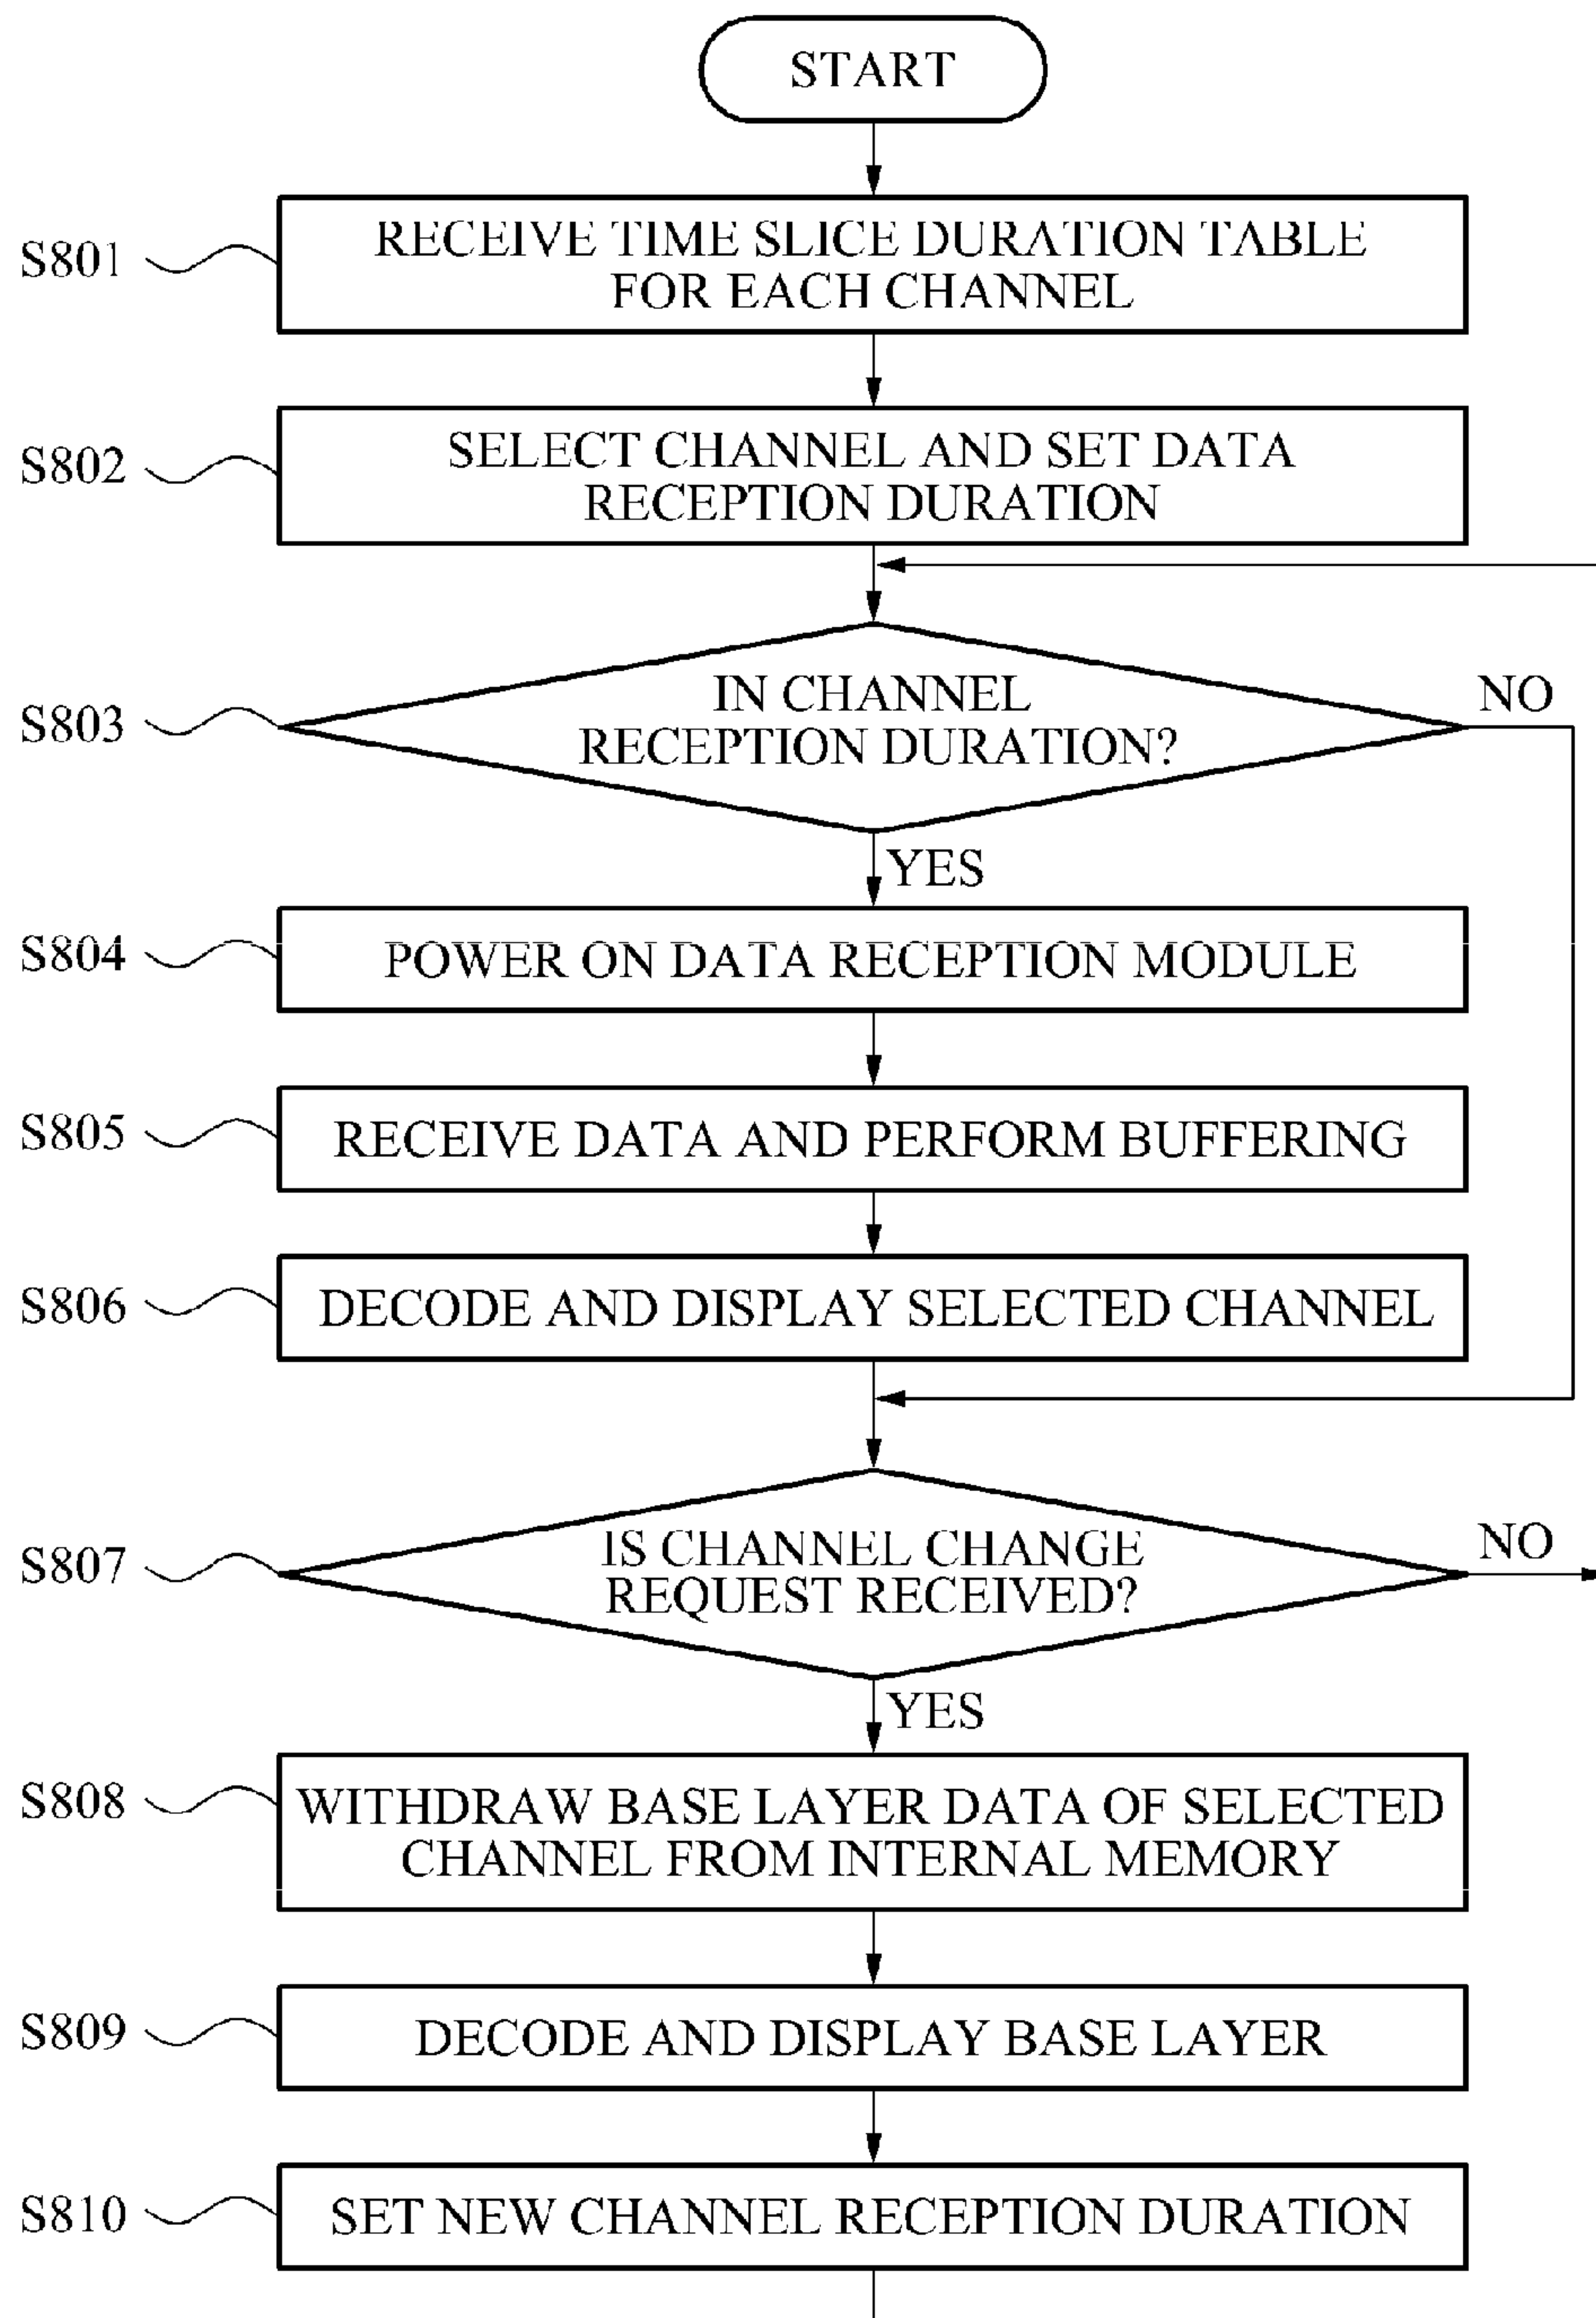 START
S801
RECEIVE TIME SLICE DURATION TABLE
FOR EACH CHANNEL
S802
SELECT CHANNEL AND SET DATA
RECEPTION DURATION
S803
IN CHANNEL
RECEPTION DURATION?
NO
YES
S804
POWER ON DATA RECEPTION MODULE
S805
RECEIVE DATA AND PERFORM BUFFERING
S806
DECODE AND DISPLAY SELECTED CHANNEL
S807
IS CHANNEL CHANGE
REQUEST RECEIVED?
NO
YES
S808
WITHDRAW BASE LAYER DATA OF SELECTED
CHANNEL FROM INTERNAL MEMORY
S809
DECODE AND DISPLAY BASE LAYER
S810
SET NEW CHANNEL RECEPTION DURATION